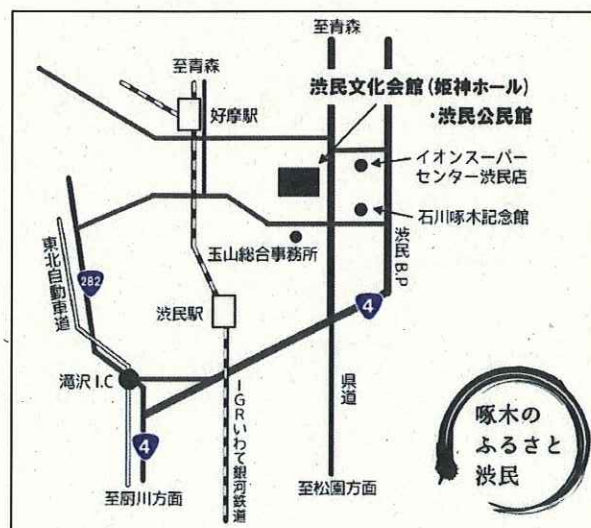 至青森
至青森
渋民文化会館(姫神ホール)
・渋民公民館
好摩駅
イオンスーパー
センター渋民店
石川啄木記念館
玉山総合事務所
渋民B.P
東北自動車道
282
渋民駅
4
滝沢I.C
県道
IGRいわて銀河鉄道
4
至厨川方面
至松園方面
啄木の
ふるさと
渋民